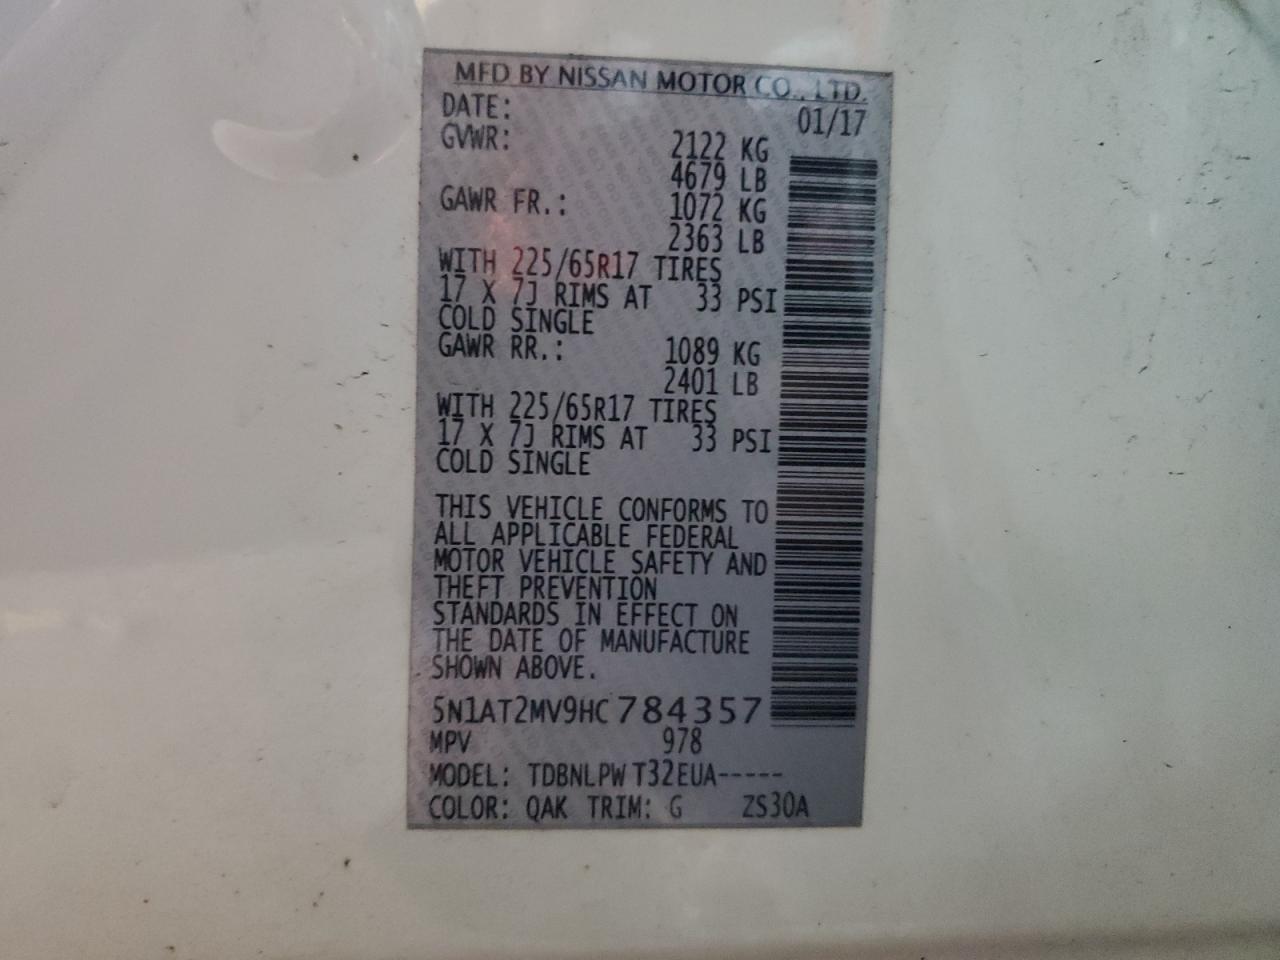 MFD BY NISSAN MOTOR CO., LTD.
DATE: 01/17
GVWR: 2122 KG
4679 LB
GAWR FR.: 1072 KG
2363 LB
WITH 225/65R17 TIRES
17 X 7J RIMS AT 33 PSI
COLD SINGLE
GAWR RR.: 1089 KG
2401 LB
WITH 225/65R17 TIRES
17 X 7J RIMS AT 33 PSI
COLD SINGLE
THIS VEHICLE CONFORMS TO
ALL APPLICABLE FEDERAL
MOTOR VEHICLE SAFETY AND
THEFT PREVENTION
STANDARDS IN EFFECT ON
THE DATE OF MANUFACTURE
SHOWN ABOVE.
5N1AT2MV9HC784357
MPV 978
MODEL: TDBNLPW T32EUA-----
COLOR: QAK TRIM: G ZS30A